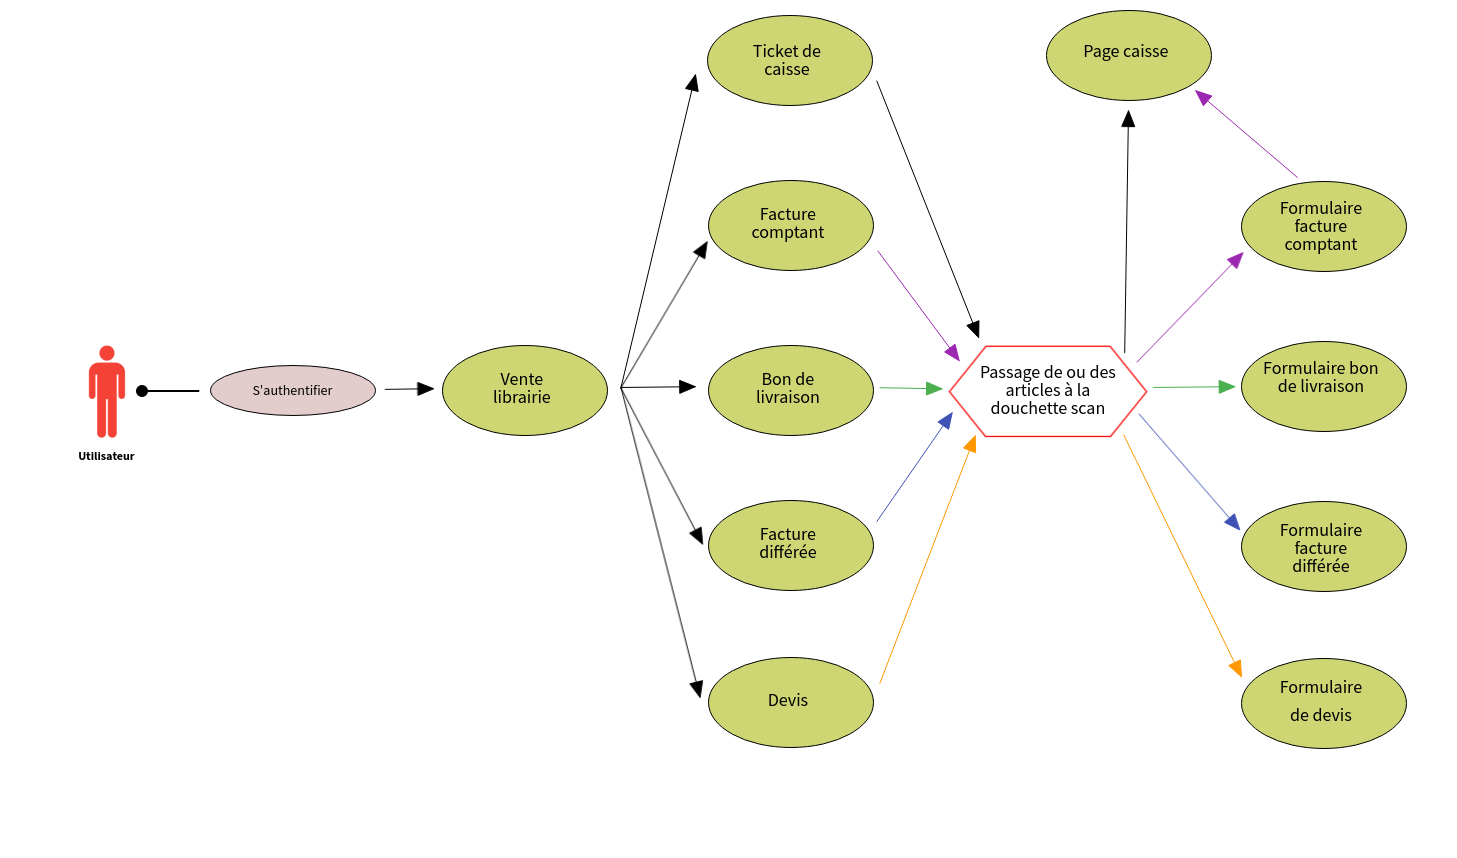 Ticket de
caisse
Page caisse
Facture
comptant
Formulaire
facture
comptant
Utilisateur
S'authentifier
Vente
librairie
Bon de
livraison
Passage de ou des
articles à la
douchette scan
Formulaire bon
de livraison
Facture
différée
Formulaire
facture
différée
Devis
Formulaire
de devis